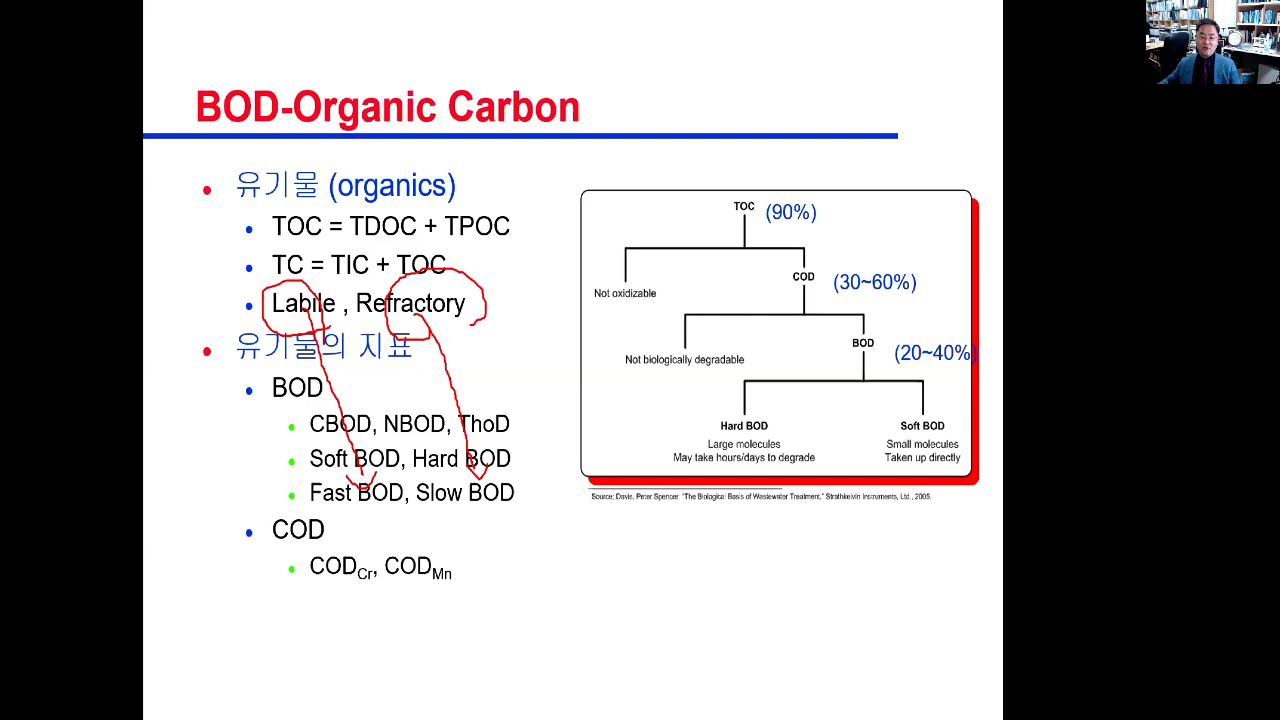 BOD-Organic Carbon
유기물 (organics)
TOC = TDOC + TPOC
TC = TIC + TOC
Labile , Refractory
유기물의 지표
BOD
CBOD, NBOD, ThoD
Soft BOD, Hard BOD
Fast BOD, Slow BOD
COD
CODCr, CODMn
TOC (90%)
COD (30~60%)
Not oxidizable
BOD (20~40%)
Not biologically degradable
Hard BOD
Large molecules
May take hours/days to degrade
Soft BOD
Small molecules
Taken up directly
Source: Davis, Peter Spencer. "The Biological Basis of Wastewater Treatment," Strathkelvin Instruments, Ltd., 2005.